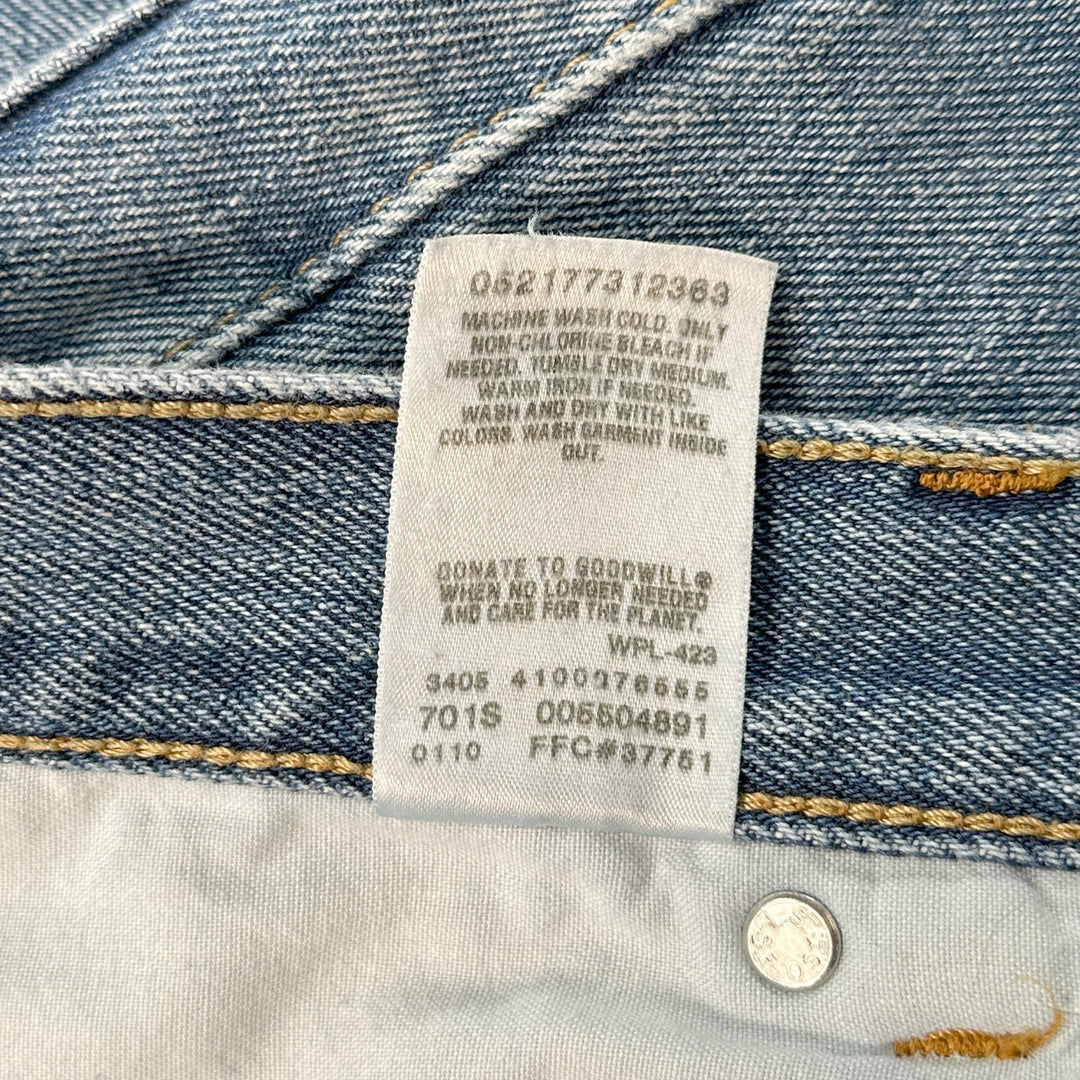 052177312363
MACHINE WASH COLD. ONLY
NON-CHLORINE BLEACH IF
NEEDED. TUMBLE DRY MEDIUM.
WARM IRON IF NEEDED.
WASH AND DRY WITH LIKE
COLORS. WASH GARMENT INSIDE
OUT.
DONATE TO GOODWILL®
WHEN NO LONGER NEEDED
AND CARE FOR THE PLANET.
WPL-423
3405 4100076555
701S 005504891
0110 FFC#37751